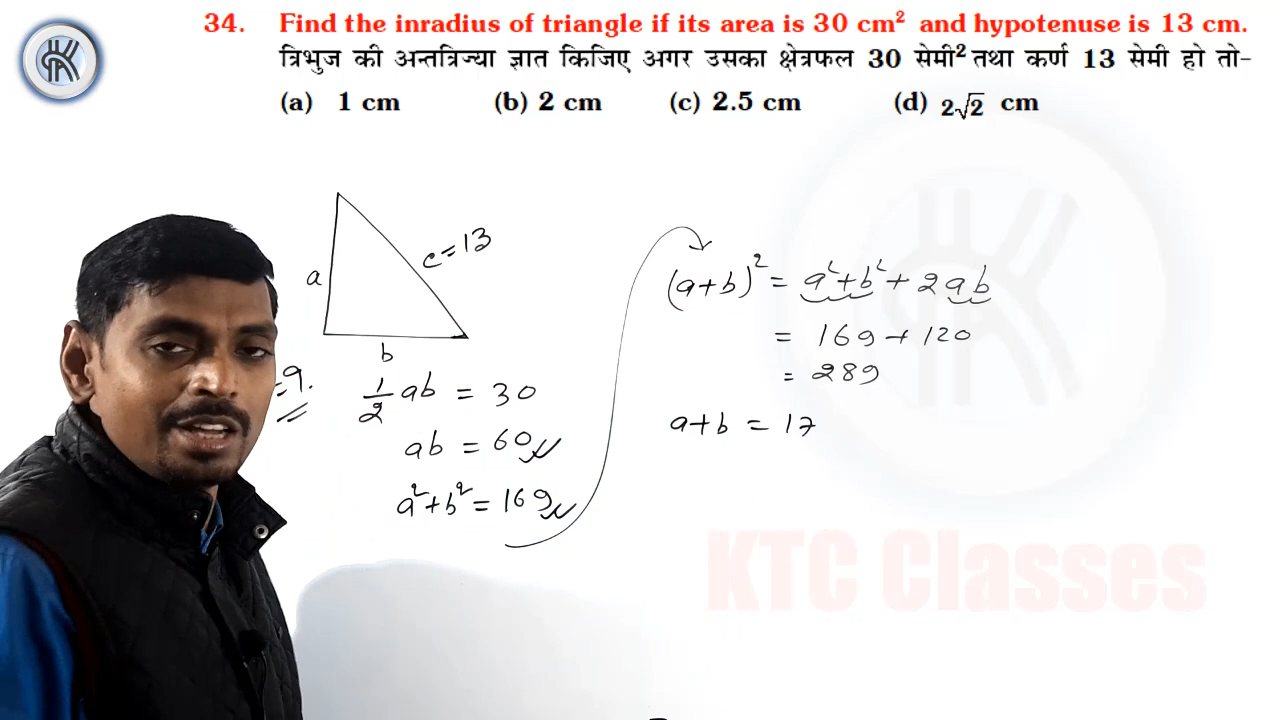 34. Find the inradius of triangle if its area is 30 cm² and hypotenuse is 13 cm.
त्रिभुज की अन्तत्रिज्या ज्ञात किजिए अगर उसका क्षेत्रफल 30 सेमी² तथा कर्ण 13 सेमी हो तो-
(a) 1 cm (b) 2 cm (c) 2.5 cm (d) 2√2 cm
a
c=13
b
=9.
1/2 ab = 30
ab = 60
a²+b² = 169
(a+b)² = a²+b²+2ab
= 169+120
= 289
a+b = 17
KTC Classes